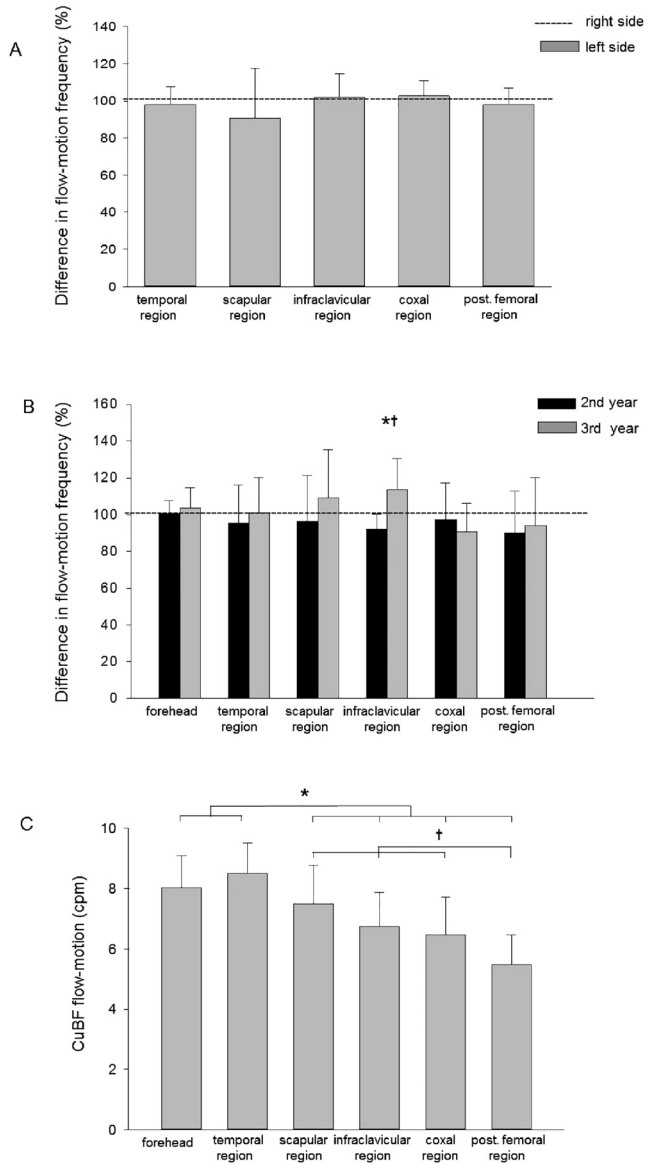 A
Difference in flow-motion frequency (%)
140
120
100
80
60
40
20
0
right side
left side
temporal region
scapular region
infraclavicular region
coxal region
post. femoral region
B
Difference in flow-motion frequency (%)
160
140
120
100
80
60
40
20
0
2nd year
3rd year
*†
forehead
temporal region
scapular region
infraclavicular region
coxal region
post. femoral region
C
CuBF flow-motion (cpm)
10
8
6
4
2
0
*
†
forehead
temporal region
scapular region
infraclavicular region
coxal region
post. femoral region